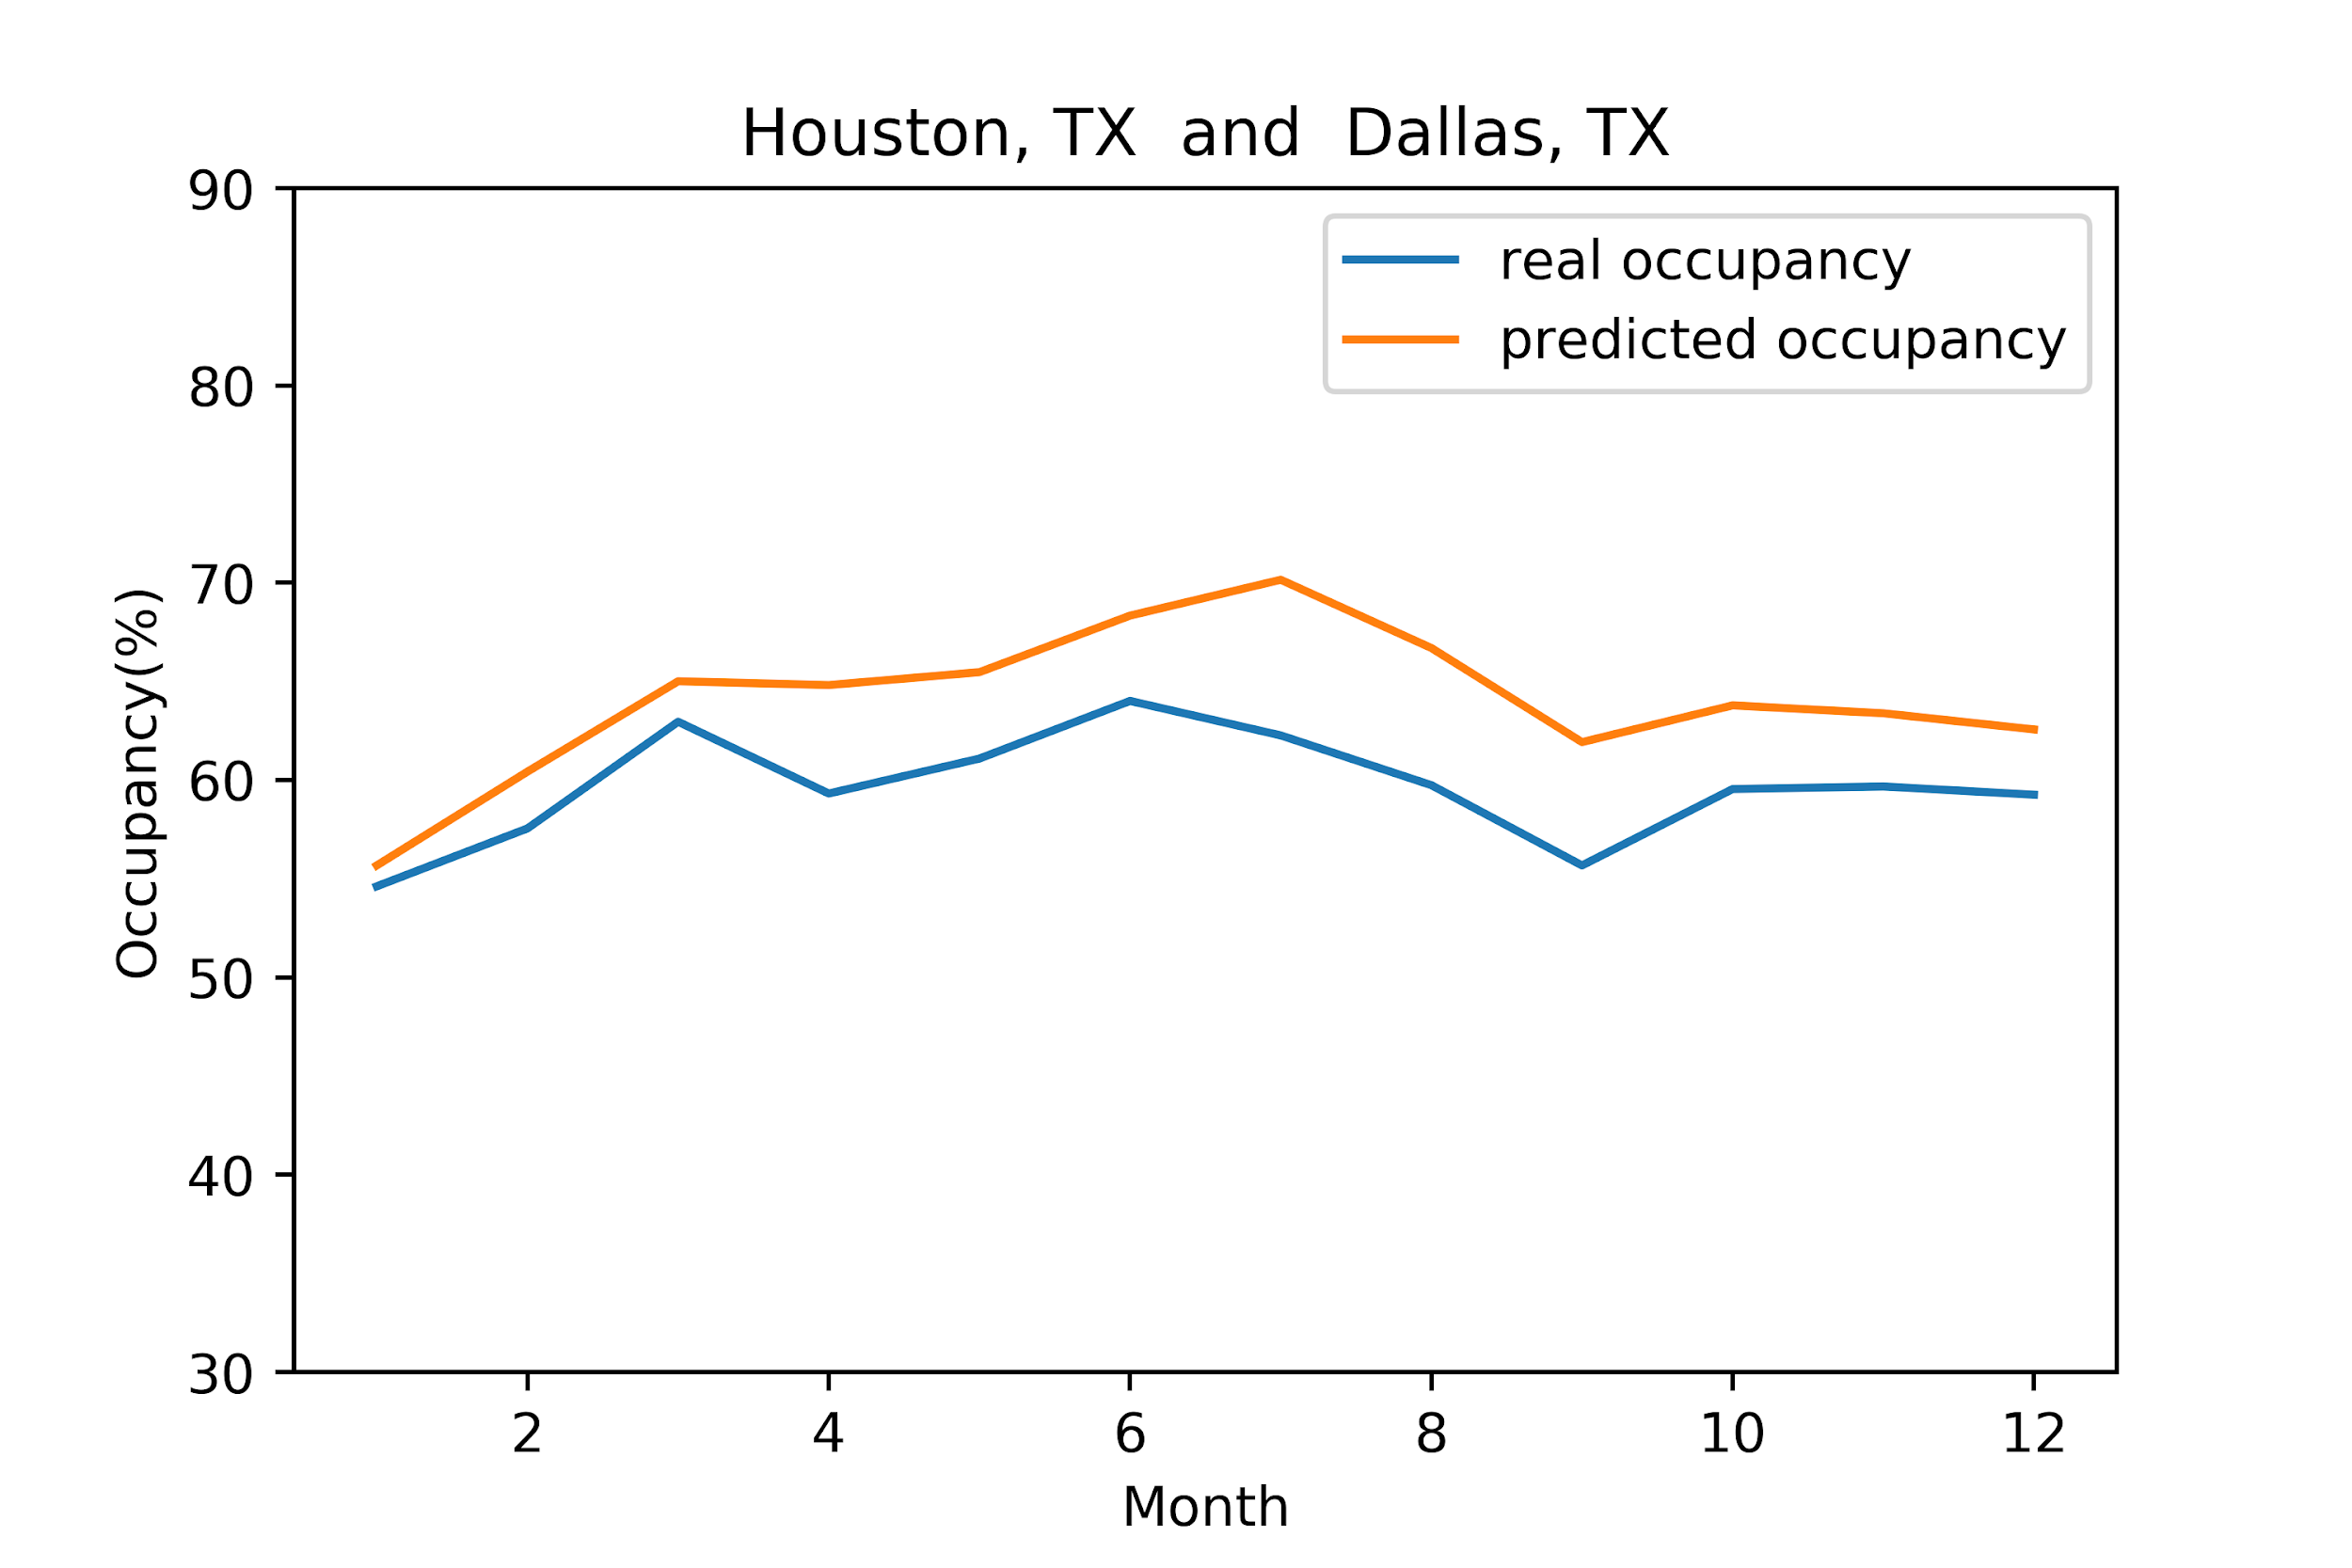 Houston, TX  and  Dallas, TX
90
80
70
60
50
40
30
Occupancy(%)
real occupancy
predicted occupancy
2 4 6 8 10 12
Month